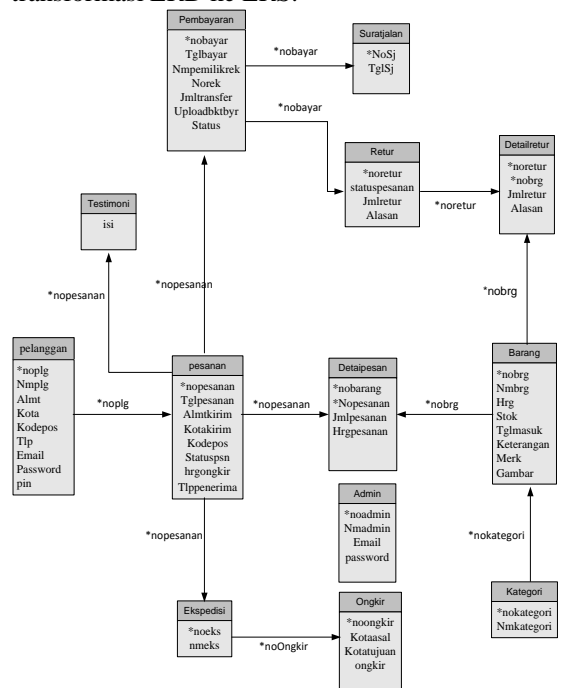 transformasi ERD ke LRS:
Pembayaran
*nobayar
Tglbayar
Nmpemilikrek
Norek
Jmltransfer
Uploadbktbyr
Status
*nobayar
Suratjalan
*NoSj
TglSj
*nobayar
Retur
*noretur
statuspesanan
Jmlretur
Alasan
*noretur
Detailretur
*noretur
*nobrg
Jmlretur
Alasan
Testimoni
isi
*nopesanan
*nopesanan
*nobrg
pelanggan
*noplg
Nmplg
Almt
Kota
Kodepos
Tlp
Email
Password
pin
*noplg
pesanan
*nopesanan
Tglpesanan
Almtkirim
Kotakirim
Kodepos
Statuspsn
hrgongkir
Tlppenerima
*nopesanan
Detaipesan
*nobarang
*Nopesanan
Jmlpesanan
Hrgpesanan
*nobrg
Barang
*nobrg
Nmbrg
Hrg
Stok
Tglmasuk
Keterangan
Merk
Gambar
Admin
*noadmin
Nmadmin
Email
password
*nopesanan
*nokategori
Ekspedisi
*noeks
nmeks
*noOngkir
Ongkir
*noongkir
Kotaasal
Kotatujuan
ongkir
Kategori
*nokategori
Nmkategori